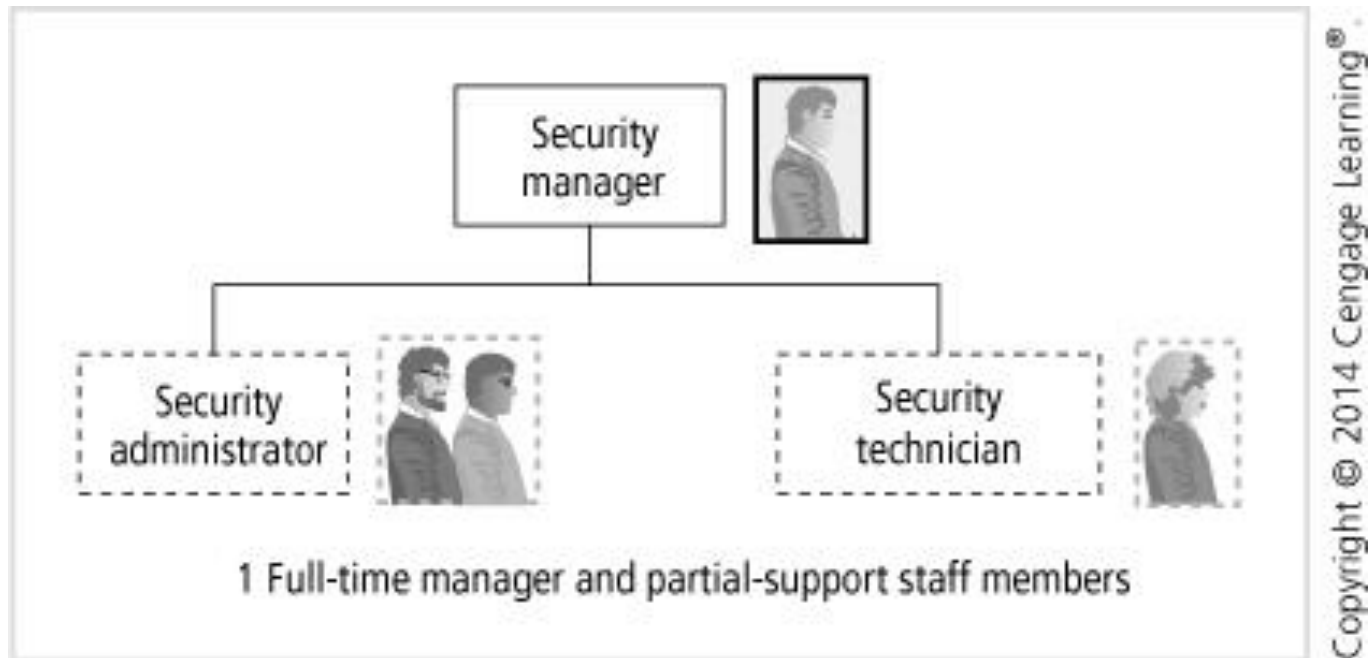 Security
manager
Security
administrator
Security
technician
1 Full-time manager and partial-support staff members
Copyright © 2014 Cengage Learning®.